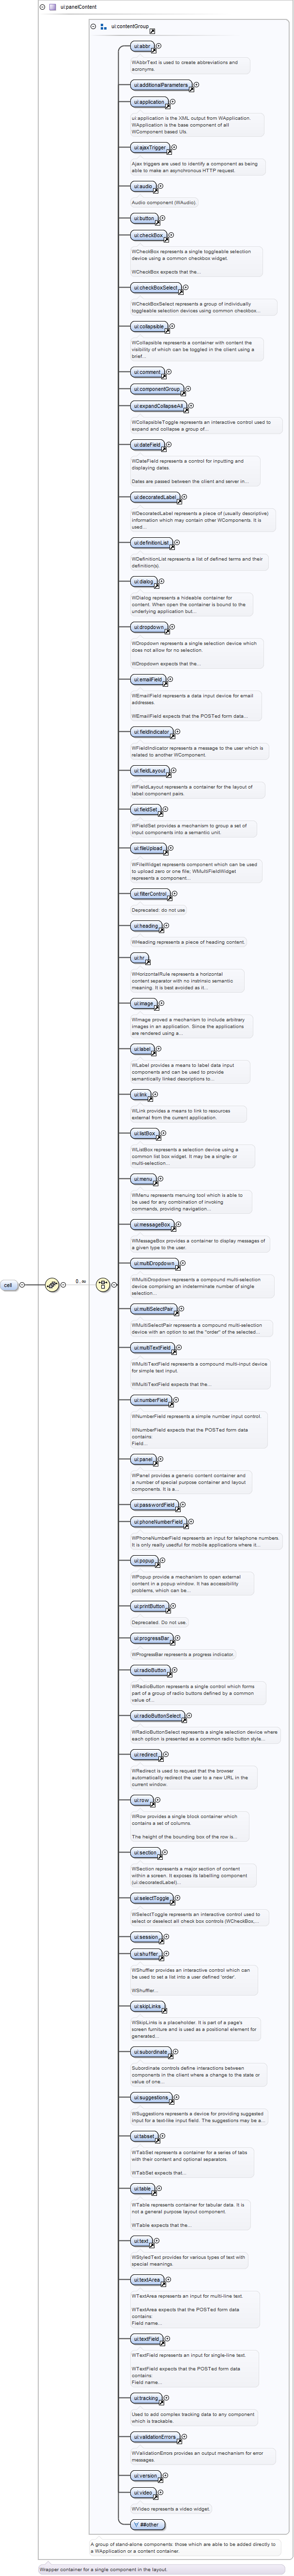 ui:panelContent
ui:contentGroup
ui:abbr
WAbbrText is used to create abbreviations and
acronyms.
ui:additionalParameters
ui:application
ui:application is the XML output from WApplication.
WApplication is the base component of all
WComponent based UIs.
ui:ajaxTrigger
Ajax triggers are used to identify a component as being
able to make an asynchronous HTTP request.
ui:audio
Audio component (WAudio).
ui:button
ui:checkBox
WCheckBox represents a single toggleable selection
device using a common checkbox widget.
WCheckBox expects that the...
ui:checkBoxSelect
WCheckBoxSelect represents a group of individually
toggleable selection devices using common checkbox...
ui:collapsible
WCollapsible represents a container with content the
visibility of which can be toggled in the client using a
brief...
ui:comment
ui:componentGroup
ui:expandCollapseAll
WCollapsibleToggle represents an interactive control used to
expand and collapse a group of...
ui:dateField
WDateField represents a control for inputting and
displaying dates.
Dates are passed between the client and server in...
ui:decoratedLabel
WDecoratedLabel represents a piece of (usually descriptive)
information which may contain other WComponents. It is
used...
ui:definitionList
WDefinitionList represents a list of defined terms and their
definition(s).
ui:dialog
WDialog represents a hideable container for
content. When open the container is bound to the
underlying application but...
ui:dropdown
WDropdown represents a single selection device which
does not allow for no selection.
WDropdown expects that the...
ui:emailField
WEmailField represents a data input device for email
addresses.
WEmailField expects that the POSTed form data...
ui:fieldIndicator
WFieldIndicator represents a message to the user which is
related to another WComponent.
ui:fieldLayout
WFieldLayout represents a container for the layout of
label:component pairs.
ui:fieldSet
WFieldSet provides a mechanism to group a set of
input components into a semantic unit.
ui:fileUpload
WFileWidget represents component which can be used
to upload zero or one file; WMultiFileWidget
represents a component...
ui:filterControl
Deprecated: do not use
ui:heading
WHeading represents a piece of heading content.
ui:hr
WHorizontalRule represents a horizontal
content separator with no instrinsic semantic
meaning. It is best avoided as it...
ui:image
WImage proved a mechanism to include arbitrary
images in an application. Since the applications
are rendered using a...
ui:label
WLabel provides a means to label data input
components and can be used to provide
semantically linked descriptions to...
ui:link
WLink provides a means to link to resources
external from the current application.
ui:listBox
WListBox represents a selection device using a
common list box widget. It may be a single- or
multi-selection...
ui:menu
WMenu represents menuing tool which is able to
be used for any combination of invoking
commands, providing navigation...
ui:messageBox
WMessageBox provides a container to display messages of
a given type to the user.
cell
0..∞
ui:multiDropdown
WMultiDropdown represents a compound multi-selection
device comprising an indeterminate number of single
selection...
ui:multiSelectPair
WMultiSelectPair represents a compound multi-selection
device with an option to set the "order" of the selected...
ui:multiTextField
WMultiTextField represents a compound multi-input device
for simple text input.
WMultiTextField expects that the...
ui:numberField
WNumberField represents a simple number input control
WNumberField expects that the POSTed form data
contains:
Field...
ui:panel
WPanel provides a generic content container and
a number of special purpose container and layout
components. It is a...
ui:passwordField
ui:phoneNumberField
WPhoneNumberField represents an input for telephone numbers.
It is only useful for mobile applications where it...
ui:popup
WPopup provide a mechanism to open external
content in a popup window. It has accessibility
problems, which can be...
ui:printButton
Deprecated. Do not use.
ui:progressBar
WProgressBar represents a progress indicator.
ui:radioButton
WRadioButton represents a single control which forms
part of a group of radio buttons defined by a common
value of...
ui:radioButtonSelect
WRadioButtonSelect represents a single selection device where
each option is presented as a common radio button style...
ui:redirect
WRedirect is used to request that the browser
automatically redirect the user to a new URL in the
current window.
ui:row
WRow provides a single block container which
contains a set of columns.
The height of the bounding box of the row is...
ui:section
WSection represents a major section of content
within a screen. It exposes its labelling component
(ui:decoratedLabel)...
ui:selectToggle
WSelectToggle represents an interactive control used to
select or deselect all check box controls (WCheckBox,...
ui:session
ui:shuffler
WShuffler provides an interactive control which can
be used to set a list into a user defined 'order'.
WShuffler...
ui:skipLinks
WSkipLinks is a placeholder. It is part of a page's
screen furniture and is used as a positional element for
generated...
ui:subordinate
Subordinate controls define interactions between
components in the client where a change to the state or
value of one...
ui:suggestions
WSuggestions represents a device for providing suggested
input for a text-like input field. The suggestions may be a...
ui:tabset
WTabSet represents a container for a series of tabs
with their content and optional separators.
WTabSet expects that...
ui:table
WTable represents container for tabular data. It is
not a general purpose layout component.
WTable expects that the...
ui:text
WStyledText provides for various types of text with
special meanings.
ui:textArea
WTextArea represents an input for multi-line text.
WTextArea expects that the POSTed form data
contains:
Field name...
ui:textField
WTextField represents an input for single-line text.
WTextField expects that the POSTed form data
contains:
Field name...
ui:tracking
Used to add complex tracking data to any component
which is trackable.
ui:validationErrors
WValidationErrors provides an output mechanism for error
messages.
ui:version
ui:video
WVideo represents a video widget.
##other
A group of stand-alone components: those which are able to be added directly to
a WApplication or a content container.
Wrapper container for a single component in the layout.